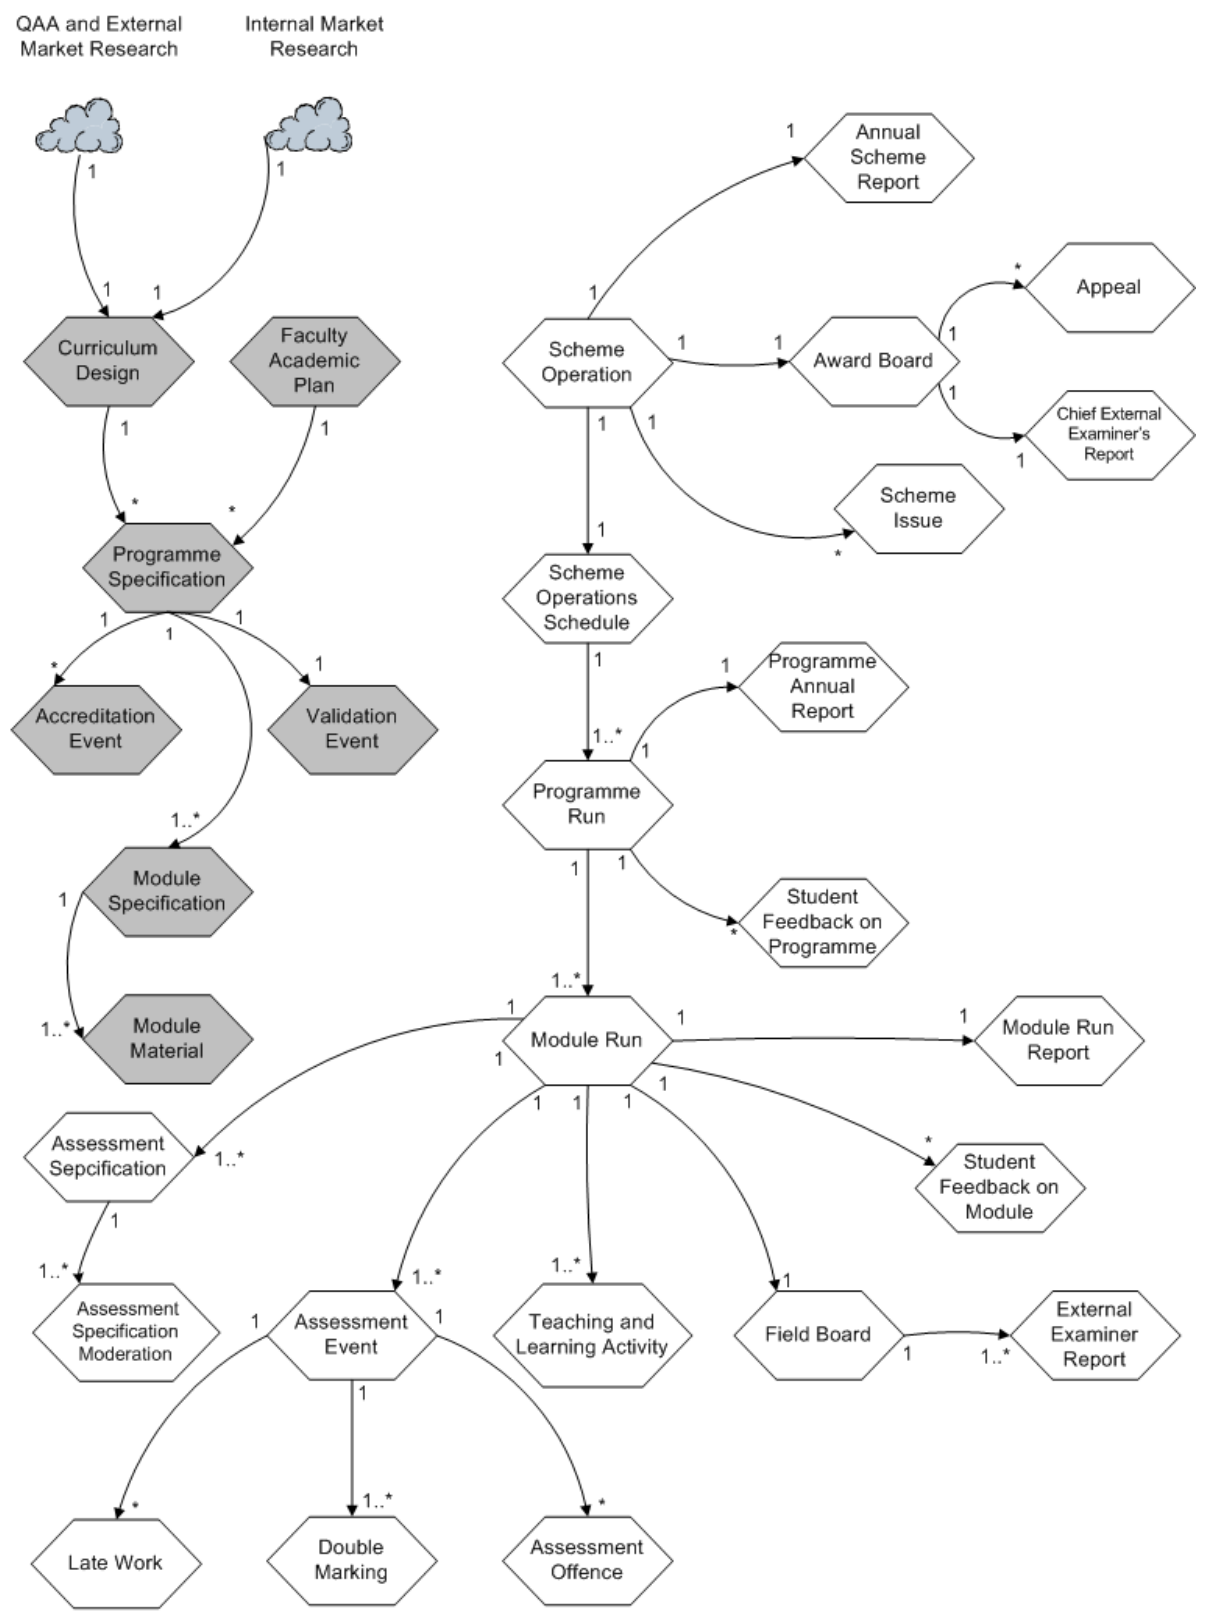 QAA and External
Market Research
Internal Market
Research
1
1
1
1
Curriculum
Design
Faculty
Academic
Plan
1
1
*
*
Programme
Specification
1
1
1
*
1
Accreditation
Event
Validation
Event
1..*
Module
Specification
1
1..*
Module
Material
1
Annual
Scheme
Report
1
Scheme
Operation
1
1
Award Board
*
Appeal
1
1
Chief External
Examiner's
Report
1
1
1
Scheme
Issue
*
1
Scheme
Operations
Schedule
1
1..*
Programme
Run
1
1
Programme
Annual
Report
1
1
Student
Feedback on
Programme
*
1..*
Module Run
1
1
1
1
Module Run
Report
1
1
1
1
*
Student
Feedback on
Module
1..*
Assessment
Sepcification
1
1..*
Assessment
Specification
Moderation
1..*
Assessment
Event
1
1
1..*
Teaching and
Learning Activity
1
Field Board
1
1..*
External
Examiner
Report
1
*
Late Work
1..*
Double
Marking
*
Assessment
Offence